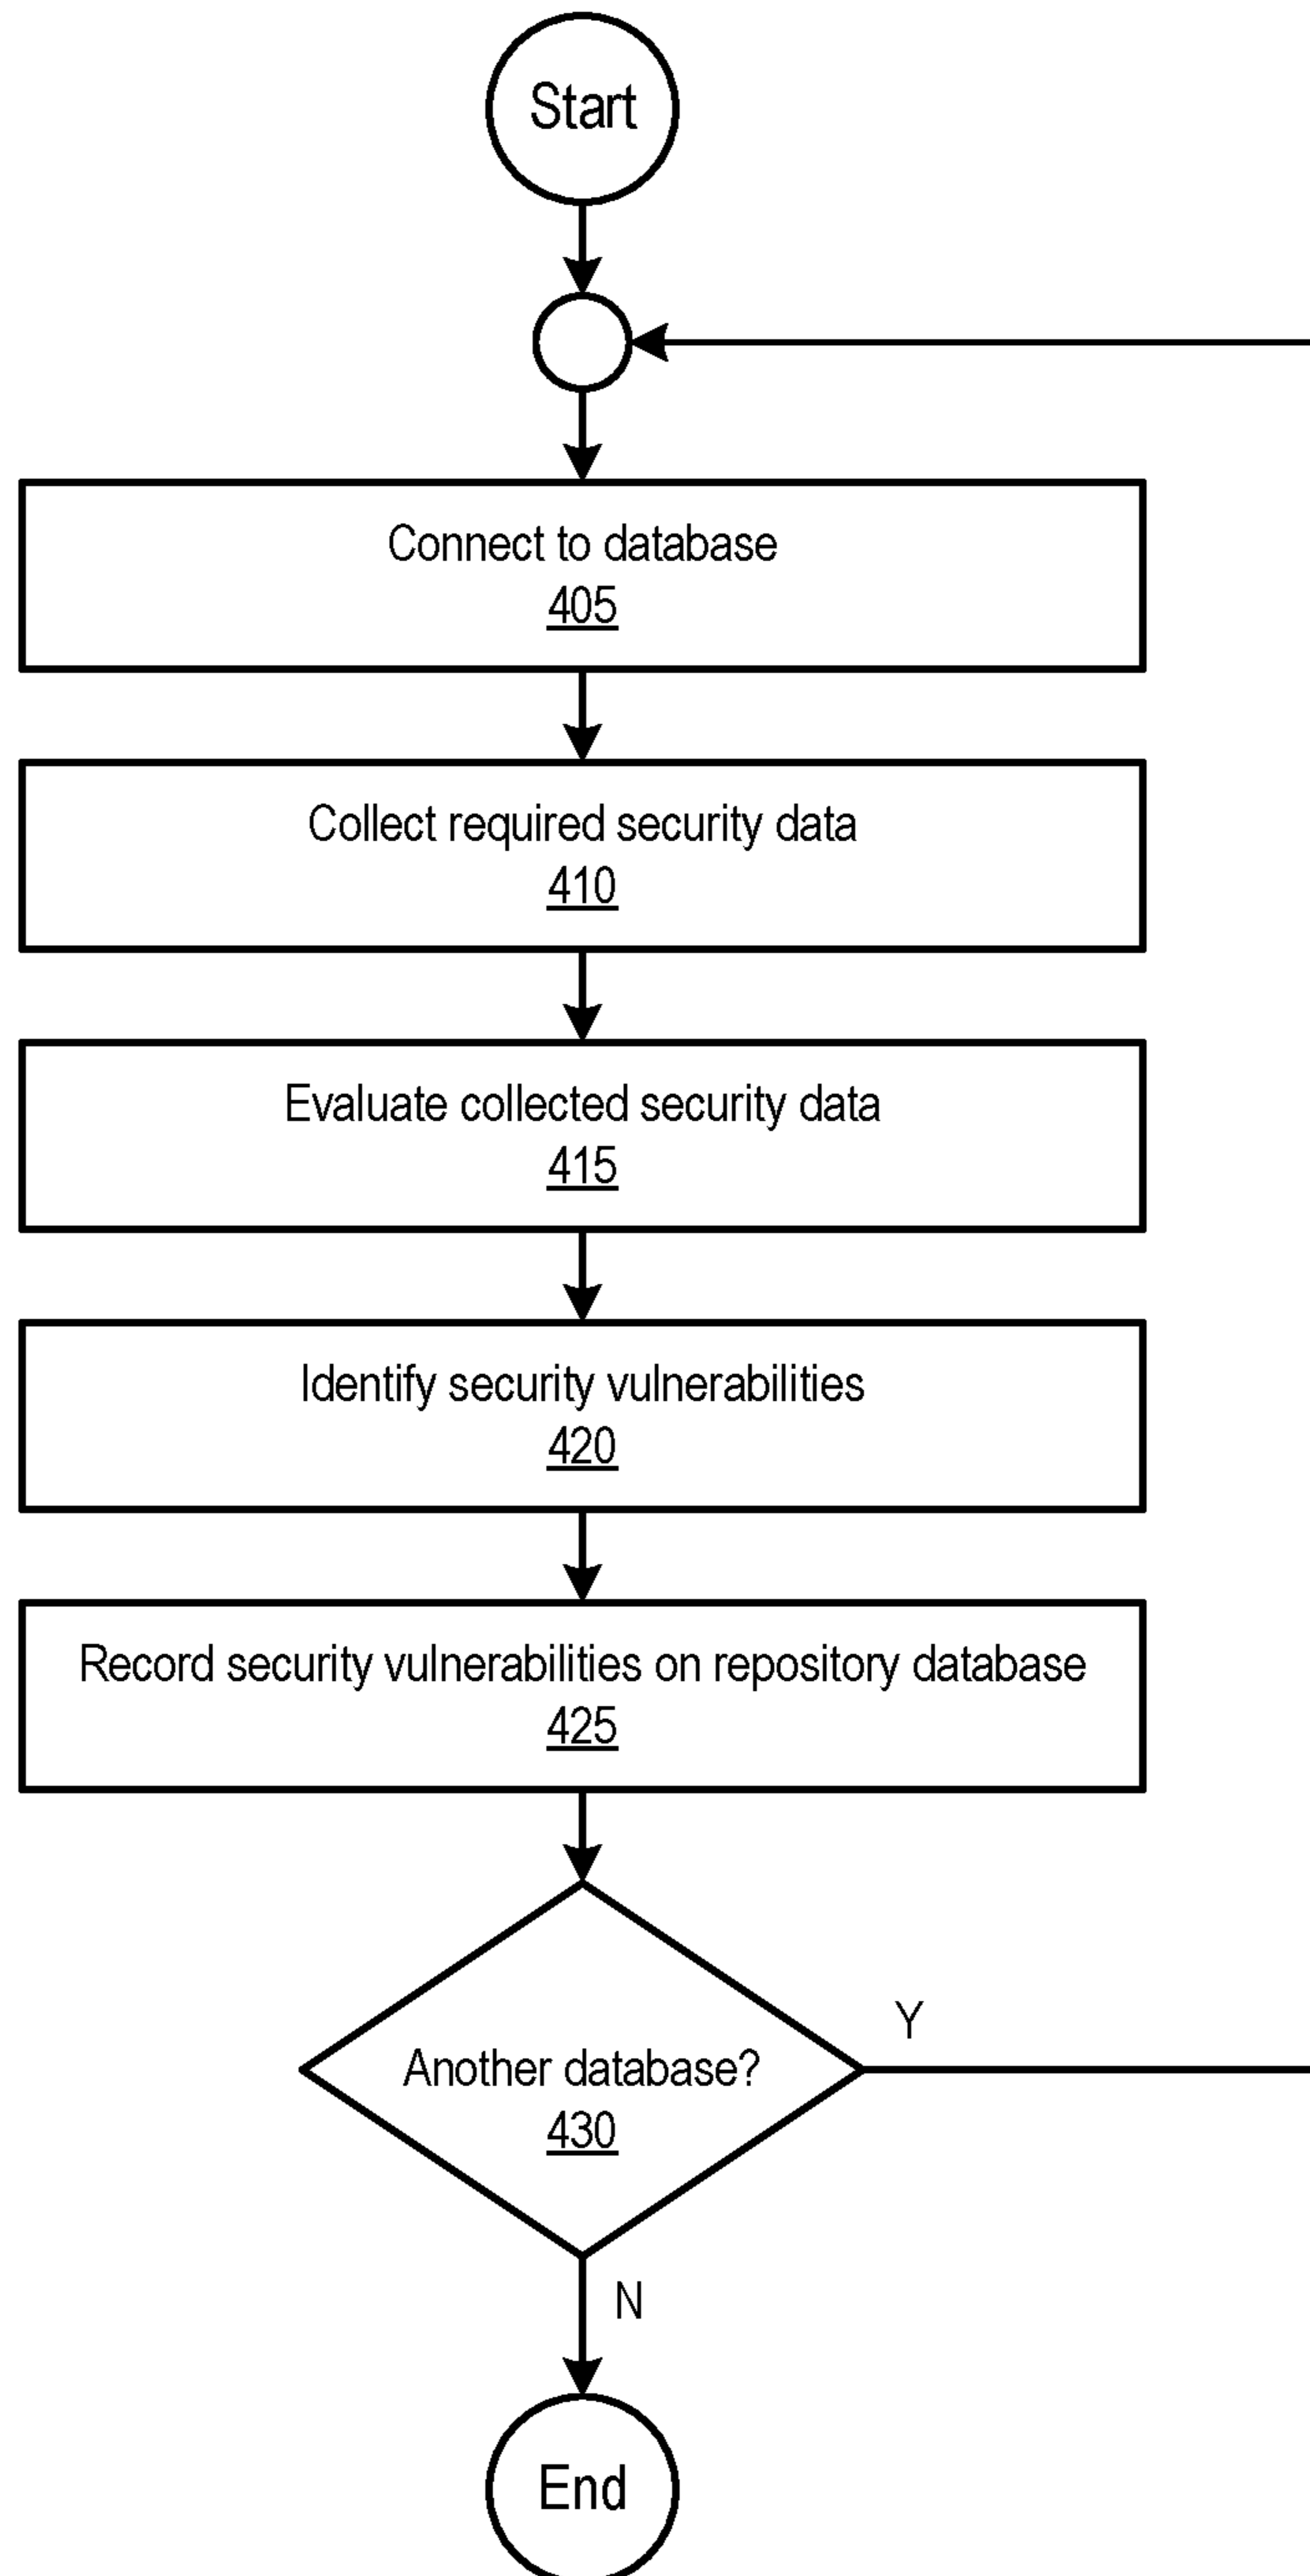 Start
Connect to database
405
Collect required security data
410
Evaluate collected security data
415
Identify security vulnerabilities
420
Record security vulnerabilities on repository database
425
Y
Another database?
430
N
End